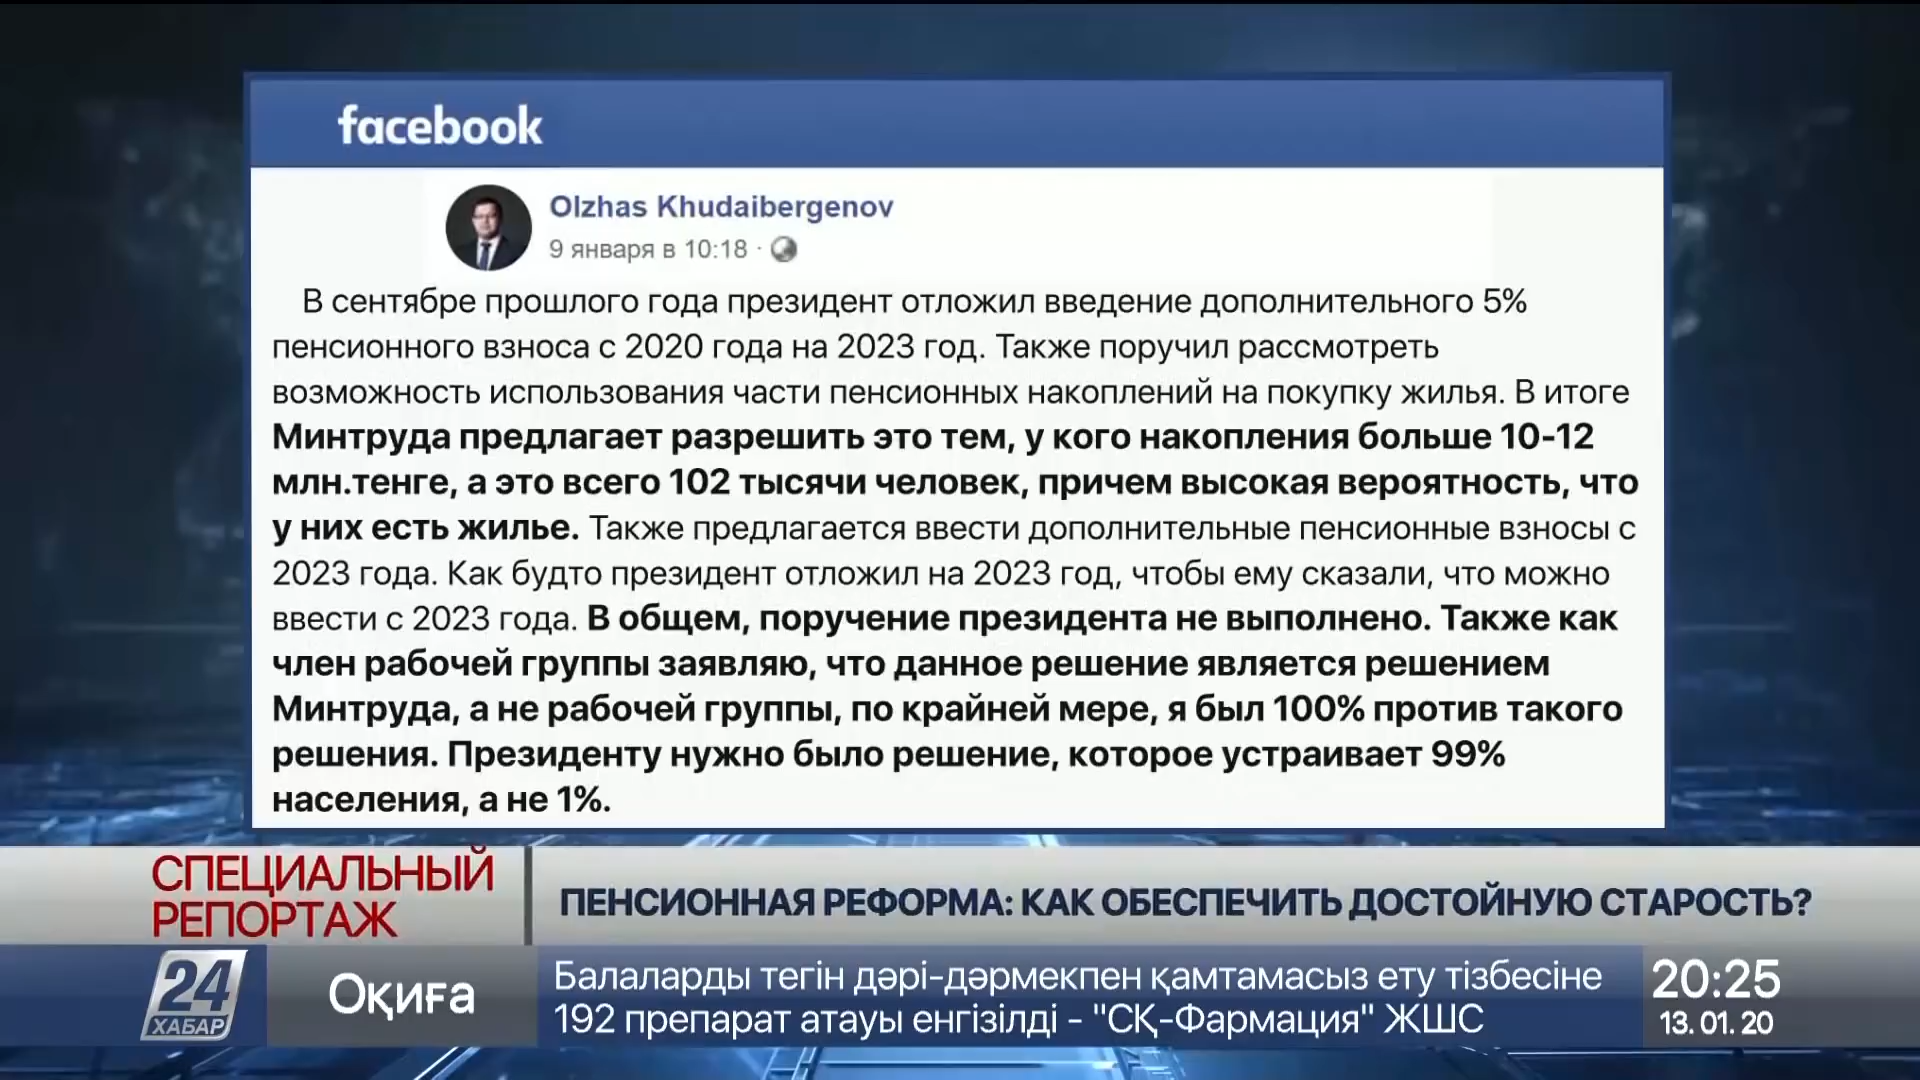 facebook
Olzhas Khudaibergenov
9 января в 10:18 ·
В сентябре прошлого года президент отложил введение дополнительного 5%
пенсионного взноса с 2020 года на 2023 год. Также поручил рассмотреть
возможность использования части пенсионных накоплений на покупку жилья. В итоге
Минтруда предлагает разрешить это тем, у кого накопления больше 10-12
млн.тенге, а это всего 102 тысячи человек, причем высокая вероятность, что
у них есть жилье. Также предлагается ввести дополнительные пенсионные взносы с
2023 года. Как будто президент отложил на 2023 год, чтобы ему сказали, что можно
ввести с 2023 года. В общем, поручение президента не выполнено. Также как
член рабочей группы заявляю, что данное решение является решением
Минтруда, а не рабочей группы, по крайней мере, я был 100% против такого
решения. Президенту нужно было решение, которое устраивает 99%
населения, а не 1%.
СПЕЦИАЛЬНЫЙ
РЕПОРТАЖ
ПЕНСИОННАЯ РЕФОРМА: КАК ОБЕСПЕЧИТЬ ДОСТОЙНУЮ СТАРОСТЬ?
24
ХАБАР
Оқиға
Балаларды тегін дәрі-дәрмекпен қамтамасыз ету тізбесіне
192 препарат атауы енгізілді - "СҚ-Фармация" ЖШС
20:25
13. 01. 20